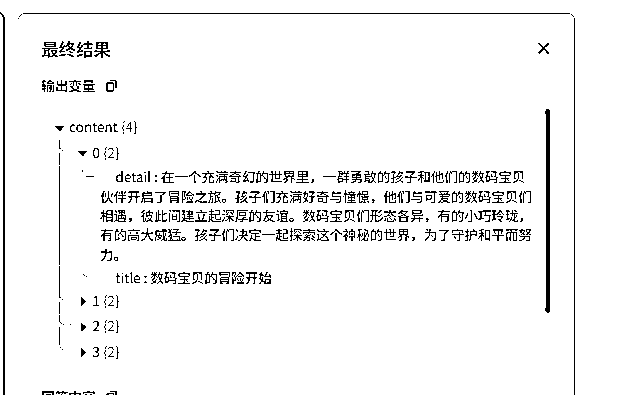 最终结果
输出变量
content {4}
0 {2}
detail : 在一个充满奇幻的世界里，一群勇敢的孩子和他们的数码宝贝
伙伴开启了冒险之旅。孩子们充满好奇与憧憬，他们与可爱的数码宝贝们
相遇，彼此间建立起深厚的友谊。数码宝贝们形态各异，有的小巧玲珑，
有的高大威猛。孩子们决定一起探索这个神秘的世界，为了守护和平而努
力。
title : 数码宝贝的冒险开始
1 {2}
2 {2}
3 {2}